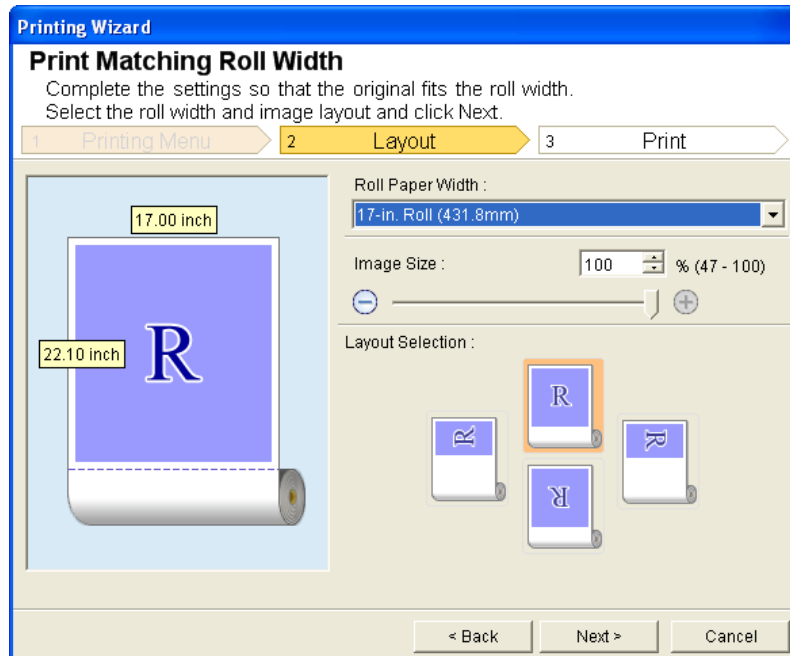 Printing Wizard
Print Matching Roll Width
Complete the settings so that the original fits the roll width.
Select the roll width and image layout and click Next.
1 Printing Menu 2 Layout 3 Print
Roll Paper Width :
17-in. Roll (431.8mm)
17.00 inch
Image Size : 100 % (47 - 100)
22.10 inch
R
Layout Selection :
R
R
R
R
< Back Next > Cancel